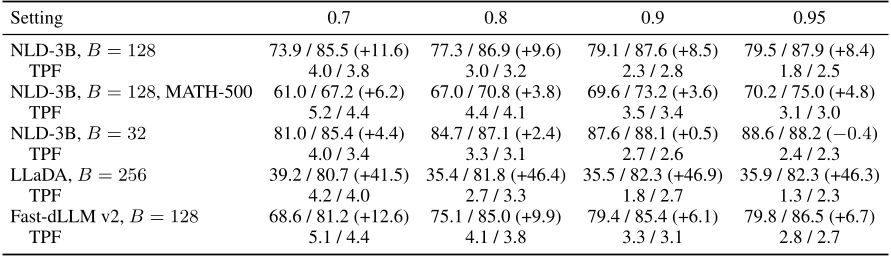 Setting 0.7 0.8 0.9 0.95
NLD-3B, B = 128 73.9 / 85.5 (+11.6) 77.3 / 86.9 (+9.6) 79.1 / 87.6 (+8.5) 79.5 / 87.9 (+8.4)
TPF 4.0 / 3.8 3.0 / 3.2 2.3 / 2.8 1.8 / 2.5
NLD-3B, B = 128, MATH-500 61.0 / 67.2 (+6.2) 67.0 / 70.8 (+3.8) 69.6 / 73.2 (+3.6) 70.2 / 75.0 (+4.8)
TPF 5.2 / 4.4 4.4 / 4.1 3.5 / 3.4 3.1 / 3.0
NLD-3B, B = 32 81.0 / 85.4 (+4.4) 84.7 / 87.1 (+2.4) 87.6 / 88.1 (+0.5) 88.6 / 88.2 (−0.4)
TPF 4.0 / 3.4 3.3 / 3.1 2.7 / 2.6 2.4 / 2.3
LLaDA, B = 256 39.2 / 80.7 (+41.5) 35.4 / 81.8 (+46.4) 35.5 / 82.3 (+46.9) 35.9 / 82.3 (+46.3)
TPF 4.2 / 4.0 2.7 / 3.3 1.8 / 2.7 1.3 / 2.3
Fast-dLLM v2, B = 128 68.6 / 81.2 (+12.6) 75.1 / 85.0 (+9.9) 79.4 / 85.4 (+6.1) 79.8 / 86.5 (+6.7)
TPF 5.1 / 4.4 4.1 / 3.8 3.3 / 3.1 2.8 / 2.7